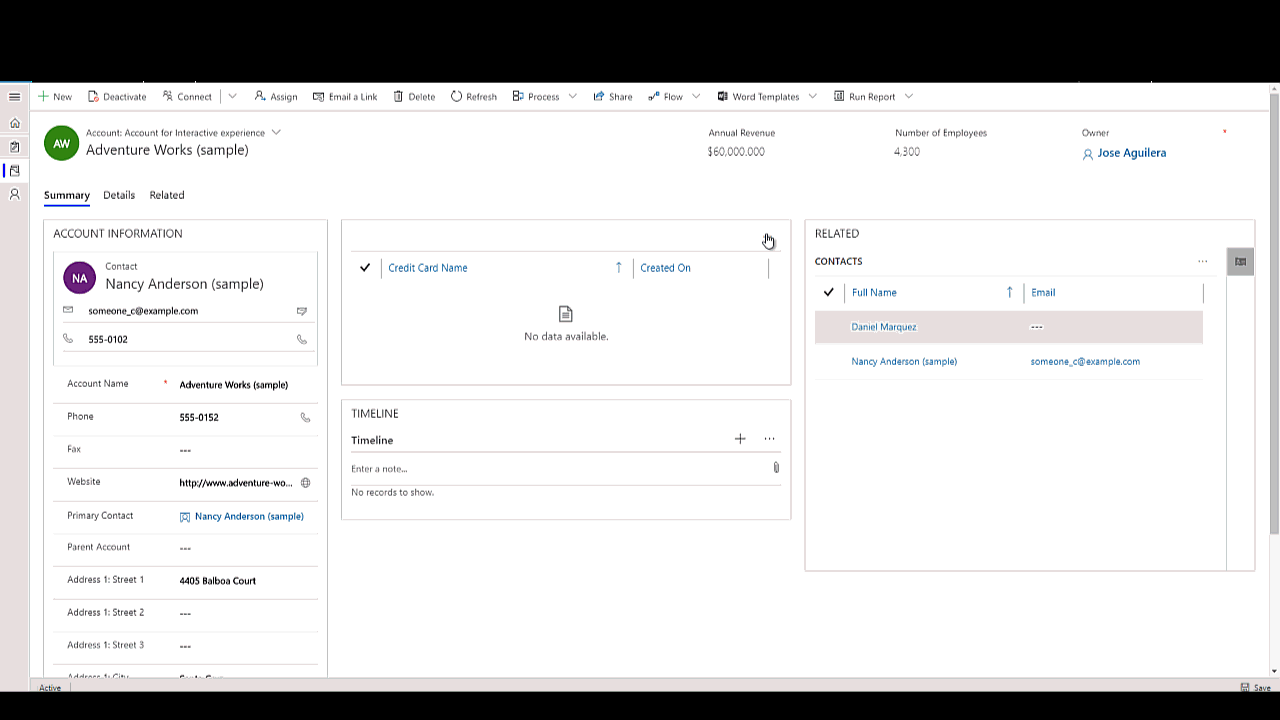 New Deactivate Connect Assign Email a Link Delete Refresh Process Share Flow Word Templates Run Report
AW
Account: Account for Interactive experience
Adventure Works (sample)
Annual Revenue
$60,000.000
Number of Employees
4,300
Owner
*
Jose Aguilera
Summary Details Related
ACCOUNT INFORMATION
NA
Contact
Nancy Anderson (sample)
someone_c@example.com
555-0102
Account Name * Adventure Works (sample)
Phone 555-0152
Fax ---
Website http://www.adventure-wo...
Primary Contact Nancy Anderson (sample)
Parent Account ---
Address 1: Street 1 4405 Balboa Court
Address 1: Street 2 ---
Address 1: Street 3 ---
Address 1: City
Credit Card Name Created On
No data available.
TIMELINE
Timeline
Enter a note...
No records to show.
RELATED
CONTACTS
Full Name Email
Daniel Marquez ---
Nancy Anderson (sample) someone_c@example.com
Active
Save